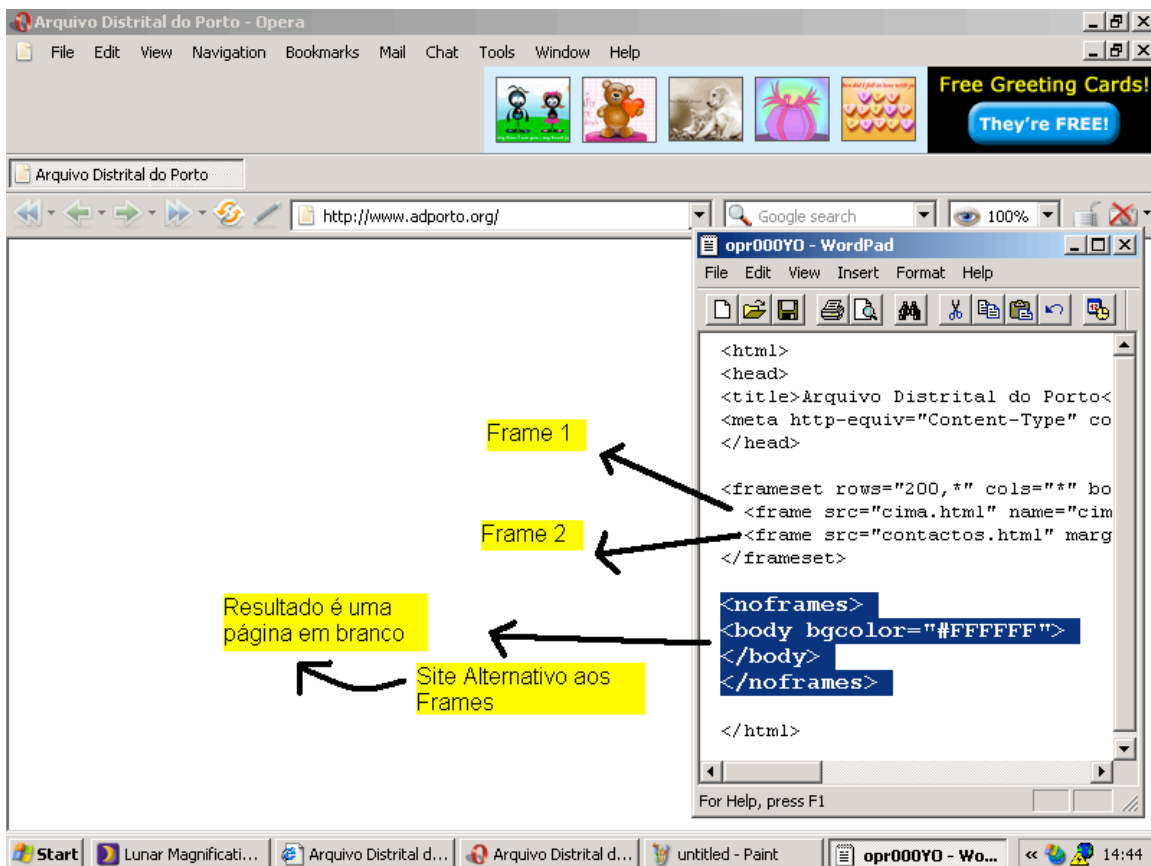 Arquivo Distrital do Porto - Opera
File Edit View Navigation Bookmarks Mail Chat Tools Window Help
Free Greeting Cards!
They're FREE!
Arquivo Distrital do Porto
http://www.adporto.org/
Google search
100%
opr000YO - WordPad
File Edit View Insert Format Help
<html>
<head>
<title>Arquivo Distrital do Porto<
<meta http-equiv="Content-Type" co
</head>
<frameset rows="200,*" cols="*" bo
<frame src="cima.html" name="cim
<frame src="contactos.html" marg
</frameset>
<noframes>
<body bgcolor="#FFFFFF">
</body>
</noframes>
</html>
For Help, press F1
Frame 1
Frame 2
Resultado é uma
página em branco
Site Alternativo aos
Frames
Start
Lunar Magnificati...
Arquivo Distrital d...
Arquivo Distrital d...
untitled - Paint
opr000YO - Wo...
14:44